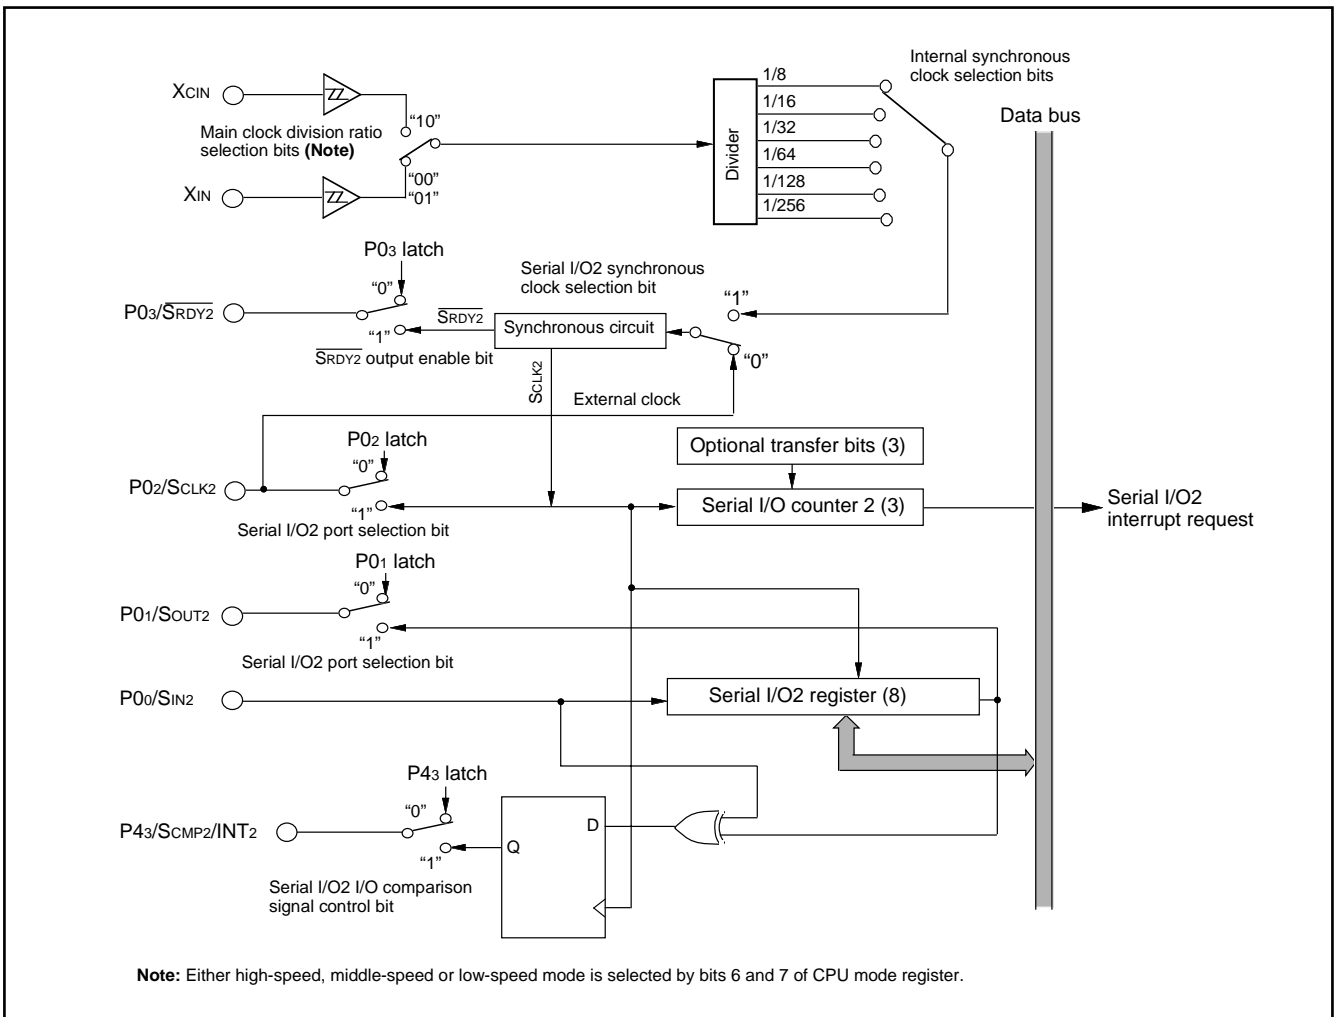 XCIN
"10"
Main clock division ratio
selection bits (Note)
XIN
"00"
"01"
Divider
1/8
1/16
1/32
1/64
1/128
1/256
Internal synchronous
clock selection bits
Data bus
P03 latch
"0"
P03/SRDY2
"1"
SRDY2
SRDY2 output enable bit
Serial I/O2 synchronous
clock selection bit
"1"
Synchronous circuit
"0"
SCLK2
External clock
P02 latch
"0"
P02/SCLK2
"1"
Serial I/O2 port selection bit
Optional transfer bits (3)
Serial I/O counter 2 (3)
Serial I/O2
interrupt request
P01 latch
"0"
P01/SOUT2
"1"
Serial I/O2 port selection bit
P00/SIN2
Serial I/O2 register (8)
P43 latch
"0"
P43/SCMP2/INT2
"1"
Q
D
Serial I/O2 I/O comparison
signal control bit
Note: Either high-speed, middle-speed or low-speed mode is selected by bits 6 and 7 of CPU mode register.